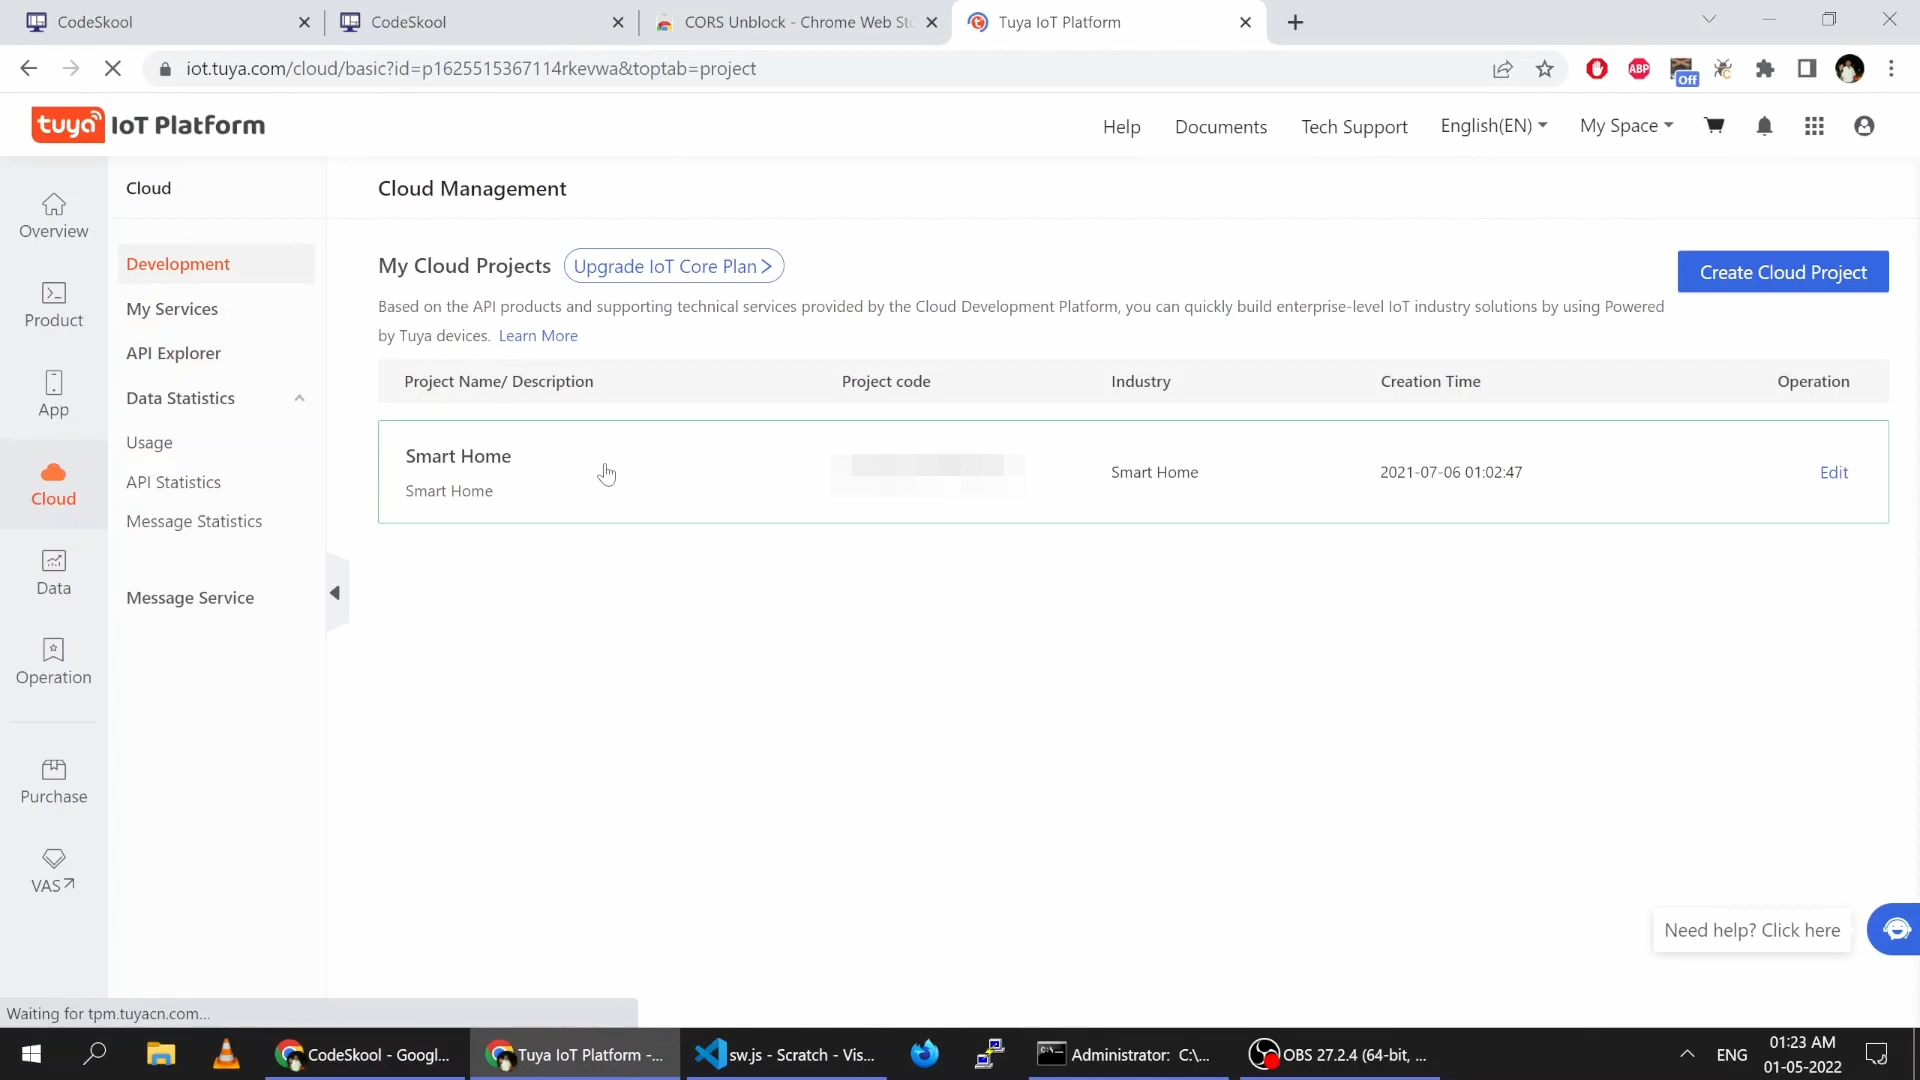 CodeSkool
CodeSkool
CORS Unblock - Chrome Web Sto
Tuya IoT Platform
iot.tuya.com/cloud/basic?id=p1625515367114rkevwa&toptab=project
ABP
Off
tuya IoT Platform
Help
Documents
Tech Support
English(EN)
My Space
Overview
Product
App
Cloud
Data
Operation
Purchase
VAS
Cloud
Development
My Services
API Explorer
Data Statistics
Usage
API Statistics
Message Statistics
Message Service
Cloud Management
My Cloud Projects
Upgrade IoT Core Plan >
Create Cloud Project
Based on the API products and supporting technical services provided by the Cloud Development Platform, you can quickly build enterprise-level IoT industry solutions by using Powered
by Tuya devices. Learn More
Project Name/ Description
Project code
Industry
Creation Time
Operation
Smart Home
Smart Home
Smart Home
2021-07-06 01:02:47
Edit
Need help? Click here
Waiting for tpm.tuyacn.com...
CodeSkool - Googl...
Tuya IoT Platform -...
sw.js - Scratch - Vis...
Administrator: C:\...
OBS 27.2.4 (64-bit, ...
ENG
01:23 AM
01-05-2022